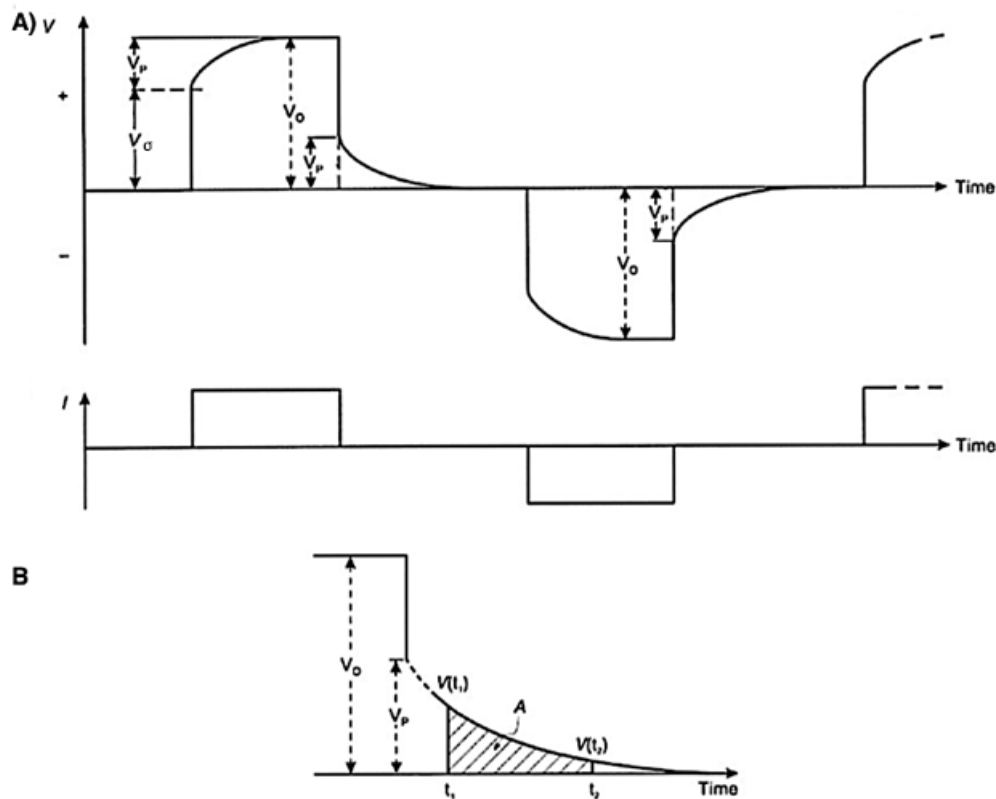 A) V
+
−
V_P
V_σ
V_O
V_P
V_P
V_O
Time
I
Time
B
V_O
V_P
V(t_1)
A
V(t_2)
t_1
t_2
Time